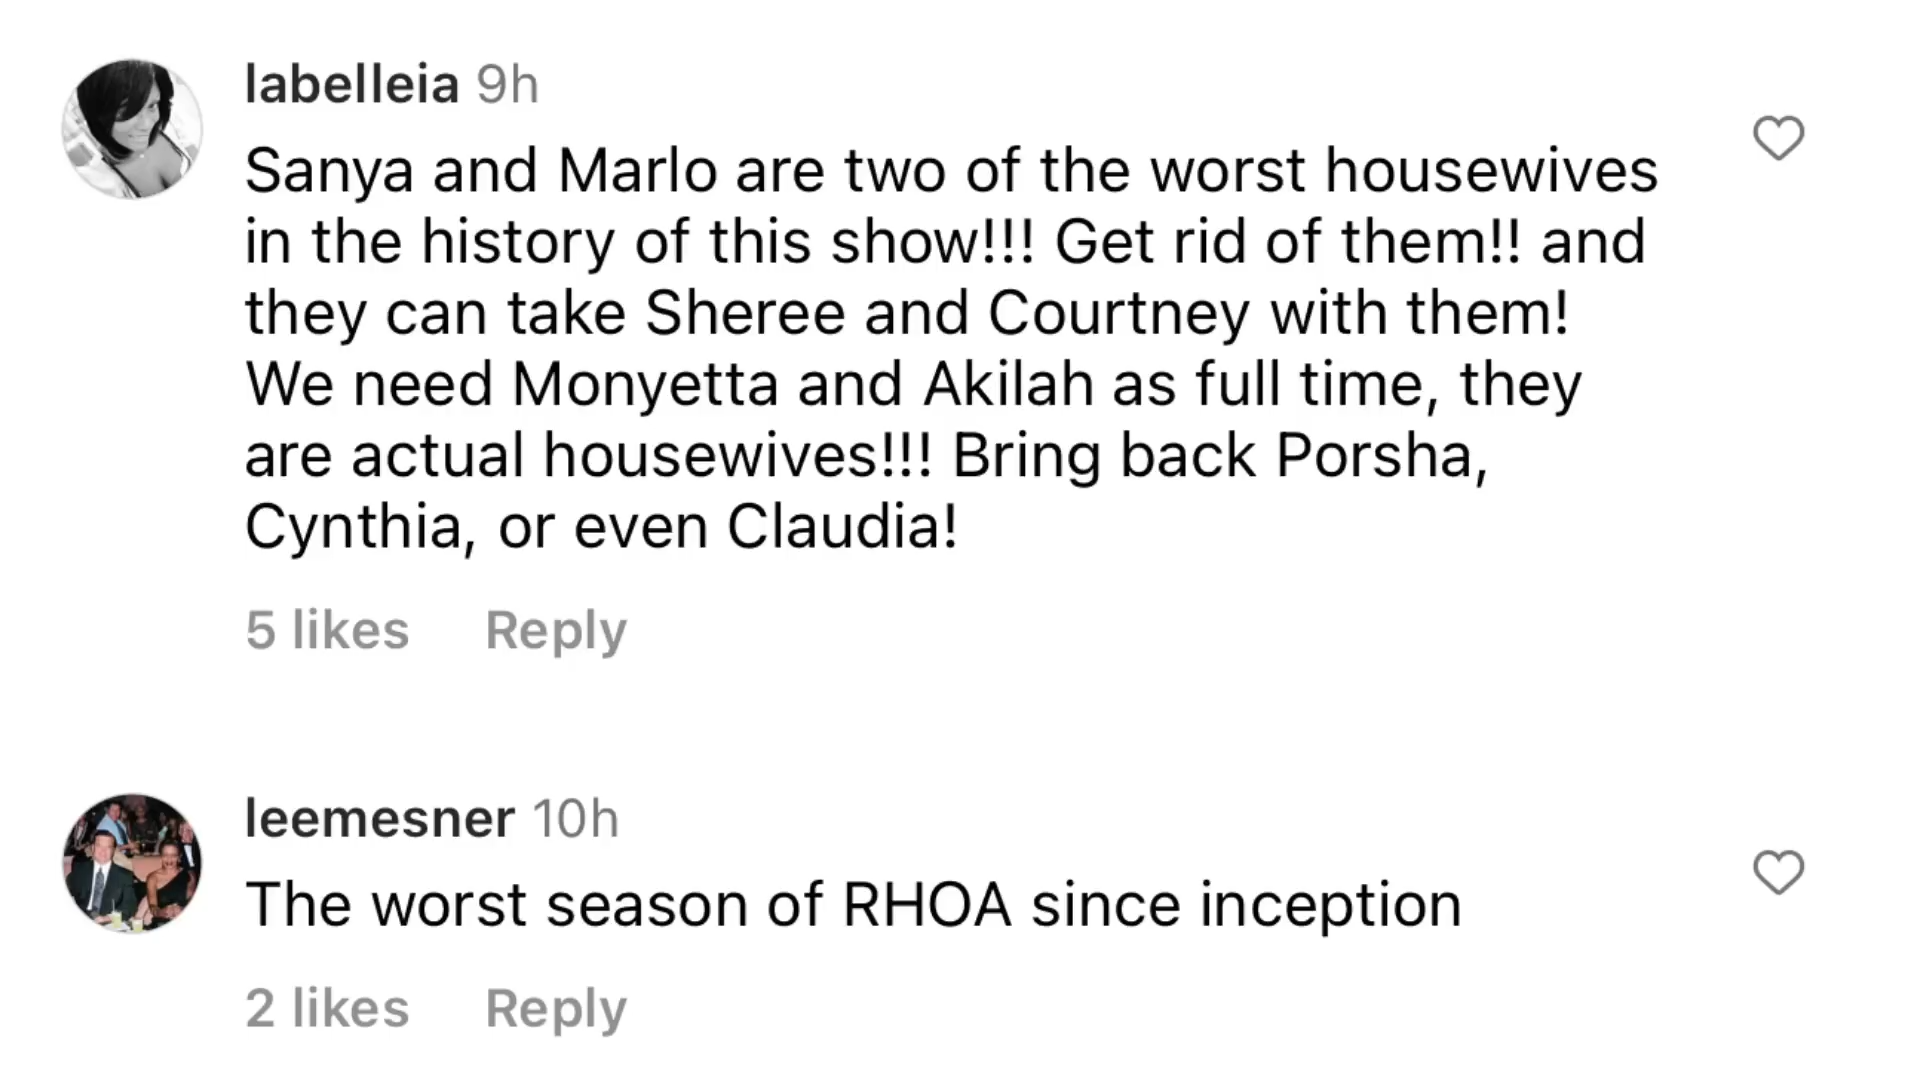 labelleia 9h
Sanya and Marlo are two of the worst housewives
in the history of this show!!! Get rid of them!! and
they can take Sheree and Courtney with them!
We need Monyetta and Akilah as full time, they
are actual housewives!!! Bring back Porsha,
Cynthia, or even Claudia!
5 likes Reply
leemesner 10h
The worst season of RHOA since inception
2 likes Reply